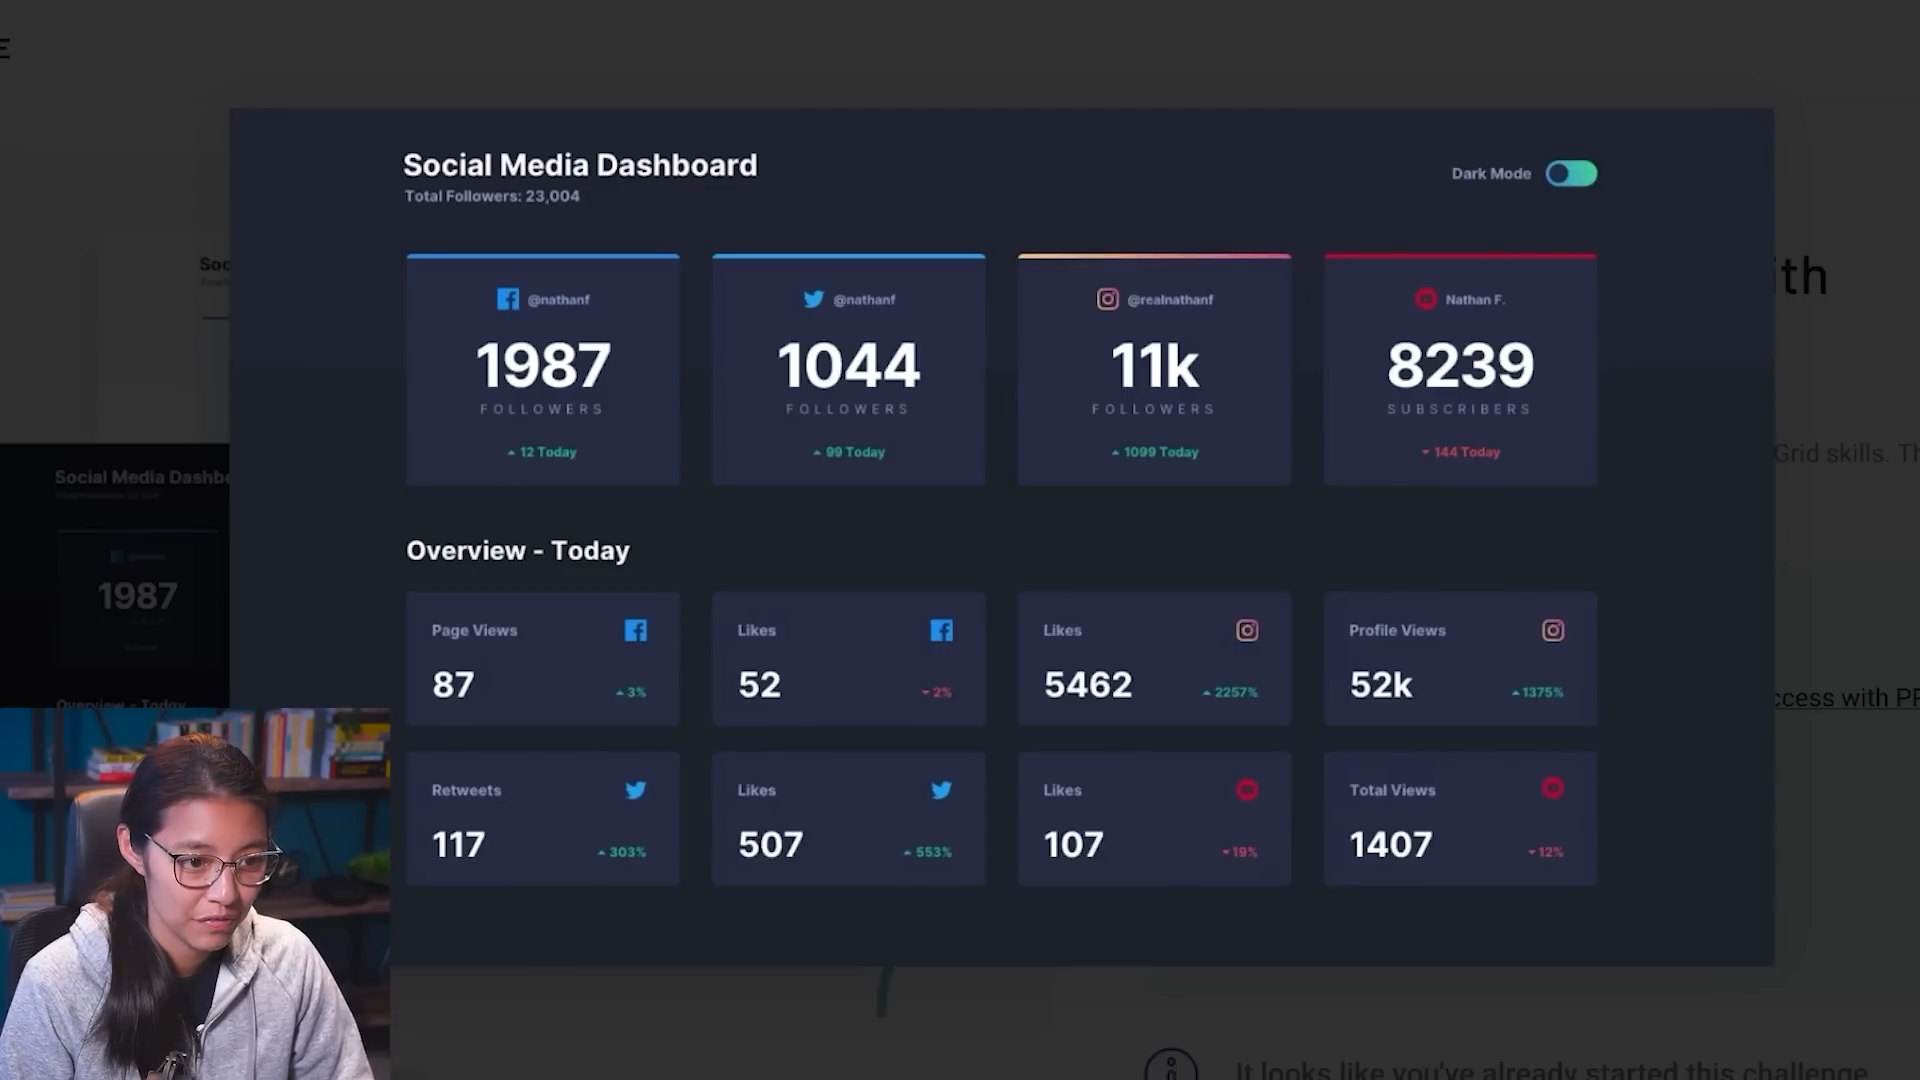 Social Media Dashboard
Total Followers: 23,004
Dark Mode
@nathanf
1987
FOLLOWERS
12 Today
@nathanf
1044
FOLLOWERS
99 Today
@realnathanf
11k
FOLLOWERS
1099 Today
Nathan F.
8239
SUBSCRIBERS
144 Today
Overview - Today
Page Views
87
3%
Likes
52
2%
Likes
5462
2257%
Profile Views
52k
1375%
Retweets
117
303%
Likes
507
553%
Likes
107
19%
Total Views
1407
12%
Social Media Dashbo
1987
Overview - Today
Soc
ith
Grid skills. Th
ccess with PR
It looks like you've already started this challenge